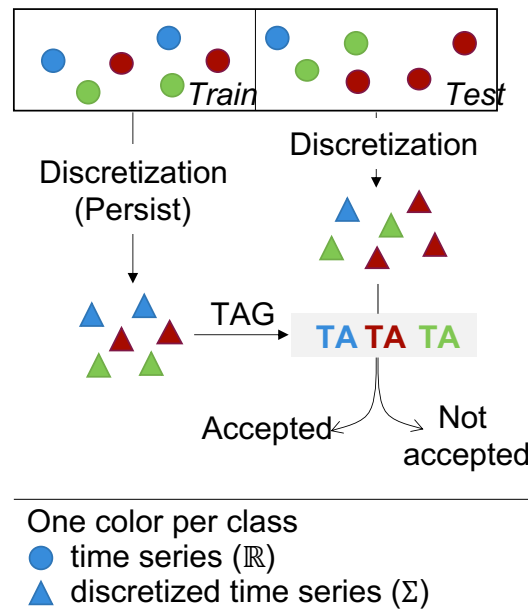 Train
Test
Discretization
(Persist)
Discretization
TAG
TA TA TA
Accepted
Not
accepted
One color per class
time series (ℝ)
discretized time series (Σ)